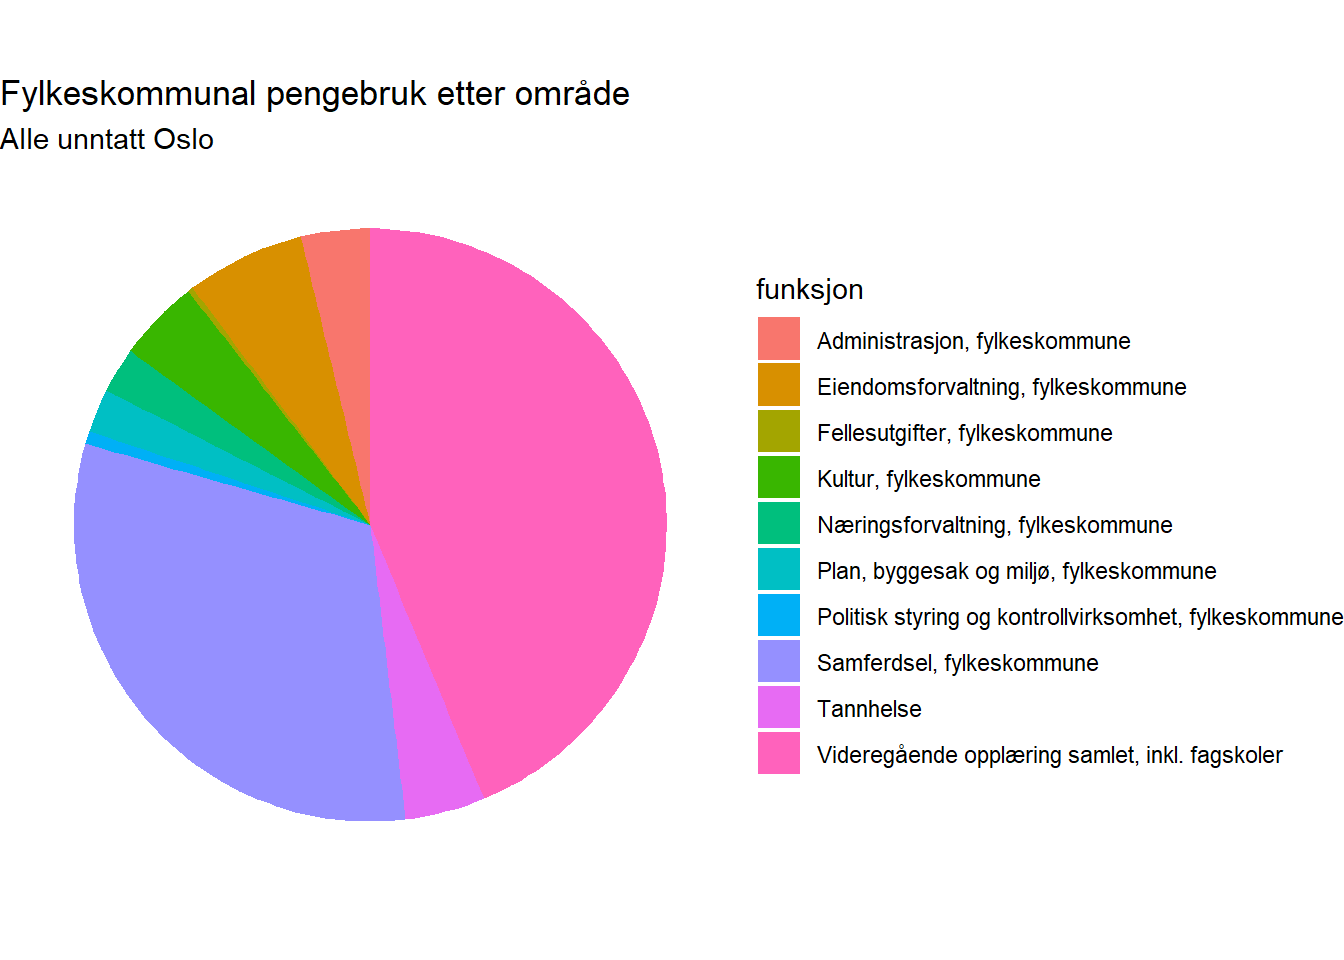 Fylkeskommunal pengebruk etter område
Alle unntatt Oslo
funksjon
Administrasjon, fylkeskommune
Eiendomsforvaltning, fylkeskommune
Fellesutgifter, fylkeskommune
Kultur, fylkeskommune
Næringsforvaltning, fylkeskommune
Plan, byggesak og miljø, fylkeskommune
Politisk styring og kontrollvirksomhet, fylkeskommune
Samferdsel, fylkeskommune
Tannhelse
Videregående opplæring samlet, inkl. fagskoler